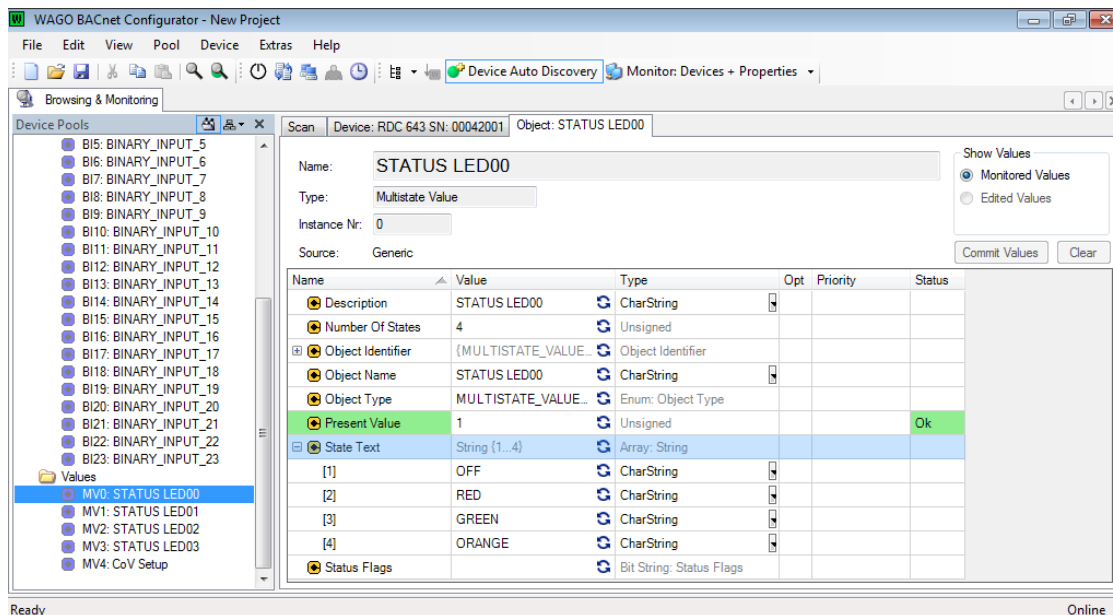 WAGO BACnet Configurator - New Project
File Edit View Pool Device Extras Help
Device Auto Discovery Monitor: Devices + Properties
Browsing & Monitoring
Device Pools
BI5: BINARY_INPUT_5
BI6: BINARY_INPUT_6
BI7: BINARY_INPUT_7
BI8: BINARY_INPUT_8
BI9: BINARY_INPUT_9
BI10: BINARY_INPUT_10
BI11: BINARY_INPUT_11
BI12: BINARY_INPUT_12
BI13: BINARY_INPUT_13
BI14: BINARY_INPUT_14
BI15: BINARY_INPUT_15
BI16: BINARY_INPUT_16
BI17: BINARY_INPUT_17
BI18: BINARY_INPUT_18
BI19: BINARY_INPUT_19
BI20: BINARY_INPUT_20
BI21: BINARY_INPUT_21
BI22: BINARY_INPUT_22
BI23: BINARY_INPUT_23
Values
MV0: STATUS LED00
MV1: STATUS LED01
MV2: STATUS LED02
MV3: STATUS LED03
MV4: CoV Setup
Scan Device: RDC 643 SN: 00042001 Object: STATUS LED00
Name: STATUS LED00
Type: Multistate Value
Instance Nr: 0
Source: Generic
Show Values
Monitored Values
Edited Values
Commit Values Clear
Name Value Type Opt Priority Status
Description STATUS LED00 CharString
Number Of States 4 Unsigned
Object Identifier {MULTISTATE_VALUE... Object Identifier
Object Name STATUS LED00 CharString
Object Type MULTISTATE_VALUE... Enum: Object Type
Present Value 1 Unsigned Ok
State Text String {1...4} Array: String
[1] OFF CharString
[2] RED CharString
[3] GREEN CharString
[4] ORANGE CharString
Status Flags Bit String: Status Flags
Ready Online